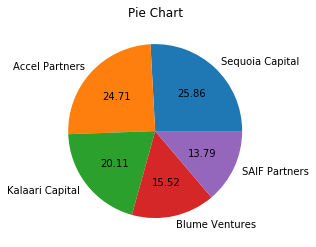 Pie Chart
Sequoia Capital
25.86
Accel Partners
24.71
Kalaari Capital
20.11
Blume Ventures
15.52
SAIF Partners
13.79